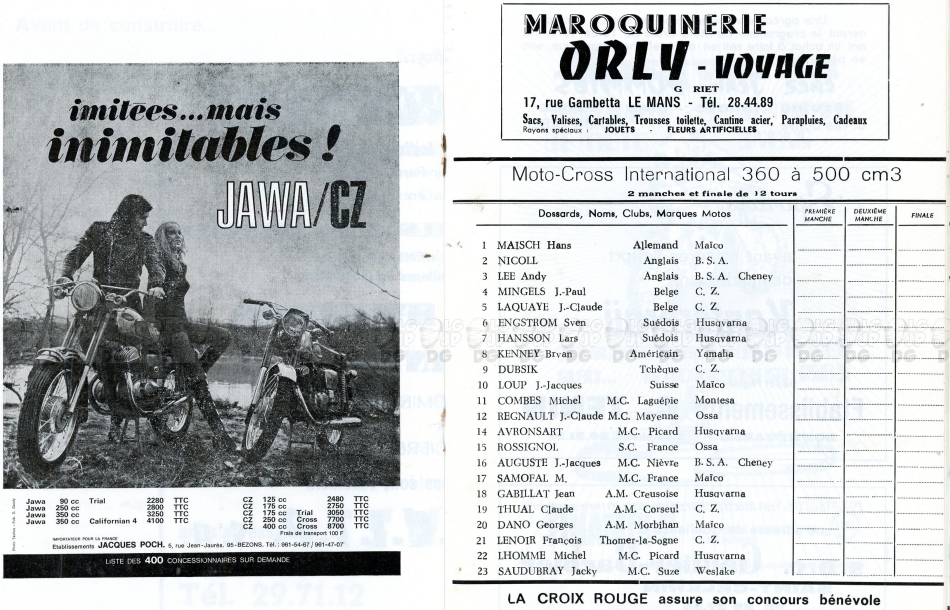 imitées...mais
inimitables !
JAWA/CZ
Jawa 90 cc Trial 2280 TTC
Jawa 250 cc 2800 TTC
Jawa 350 cc 3250 TTC
Jawa 350 cc Californian 4 4100 TTC
CZ 125 cc 2480 TTC
CZ 175 cc 2750 TTC
CZ 175 cc Trial 3050 TTC
CZ 250 cc Cross 7700 TTC
CZ 400 cc Cross 8700 TTC
Frais de transport 100 F
IMPORTATEUR POUR LA FRANCE
Etablissements JACQUES POCH. 5, rue Jean-Jaurès. 95-BEZONS. Tél. : 961-54-67 / 961-47-07
LISTE DES 400 CONCESSIONNAIRES SUR DEMANDE
MAROQUINERIE
ORLY - VOYAGE
G RIET
17, rue Gambetta LE MANS - Tél. 28.44.89
Sacs, Valises, Cartables, Trousses toilette, Cantine acier, Parapluies, Cadeaux
Rayons spéciaux : JOUETS - FLEURS ARTIFICIELLES
Moto-Cross International 360 à 500 cm3
2 manches et finale de 12 tours
Dossards, Noms, Clubs, Marques Motos PREMIÈRE MANCHE DEUXIÈME MANCHE FINALE
1 MAISCH Hans Allemand Maïco
2 NICOLL Anglais B. S. A.
3 LEE Andy Anglais B. S. A. Cheney
4 MINGELS J.-Paul Belge C. Z.
5 LAQUAYE J.-Claude Belge C. Z.
6 ENGSTROM Sven Suédois Husqvarna
7 HANSSON Lars Suédois Husqvarna
8 KENNEY Bryan Américain Yamaha
9 DUBSIK Tchèque C. Z.
10 LOUP J.-Jacques Suisse Maïco
11 COMBES Michel M.C. Laguépie Montesa
12 REGNAULT J.-Claude M.C. Mayenne Ossa
14 AVRONSART M.C. Picard Husqvarna
15 ROSSIGNOL S.C. France Ossa
16 AUGUSTE J.-Jacques M.C. Nièvre B. S. A. Cheney
17 SAMOFAL M. M.C. France Maïco
18 GABILLAT Jean A.M. Creusoise Husqvarna
19 THUAL Claude A.M. Corseul C. Z.
20 DANO Georges A.M. Morbihan Maïco
21 LENOIR François Thomer-la-Sogne C. Z.
22 LHOMME Michel M.C. Picard Husqvarna
23 SAUDUBRAY Jacky M.C. Suze Weslake
LA CROIX ROUGE assure son concours bénévole